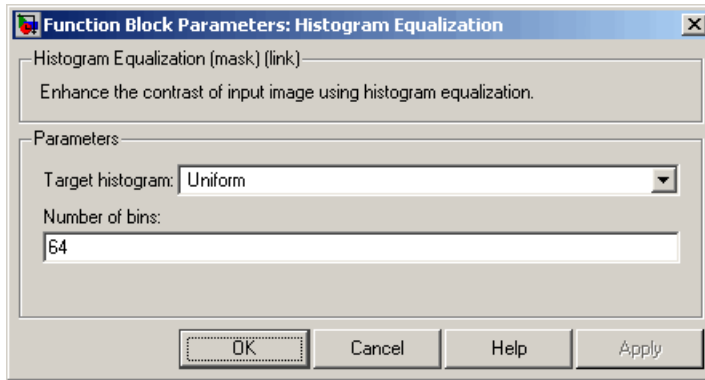 Function Block Parameters: Histogram Equalization
Histogram Equalization (mask) (link)
Enhance the contrast of input image using histogram equalization.
Parameters
Target histogram: Uniform
Number of bins:
64
OK Cancel Help Apply